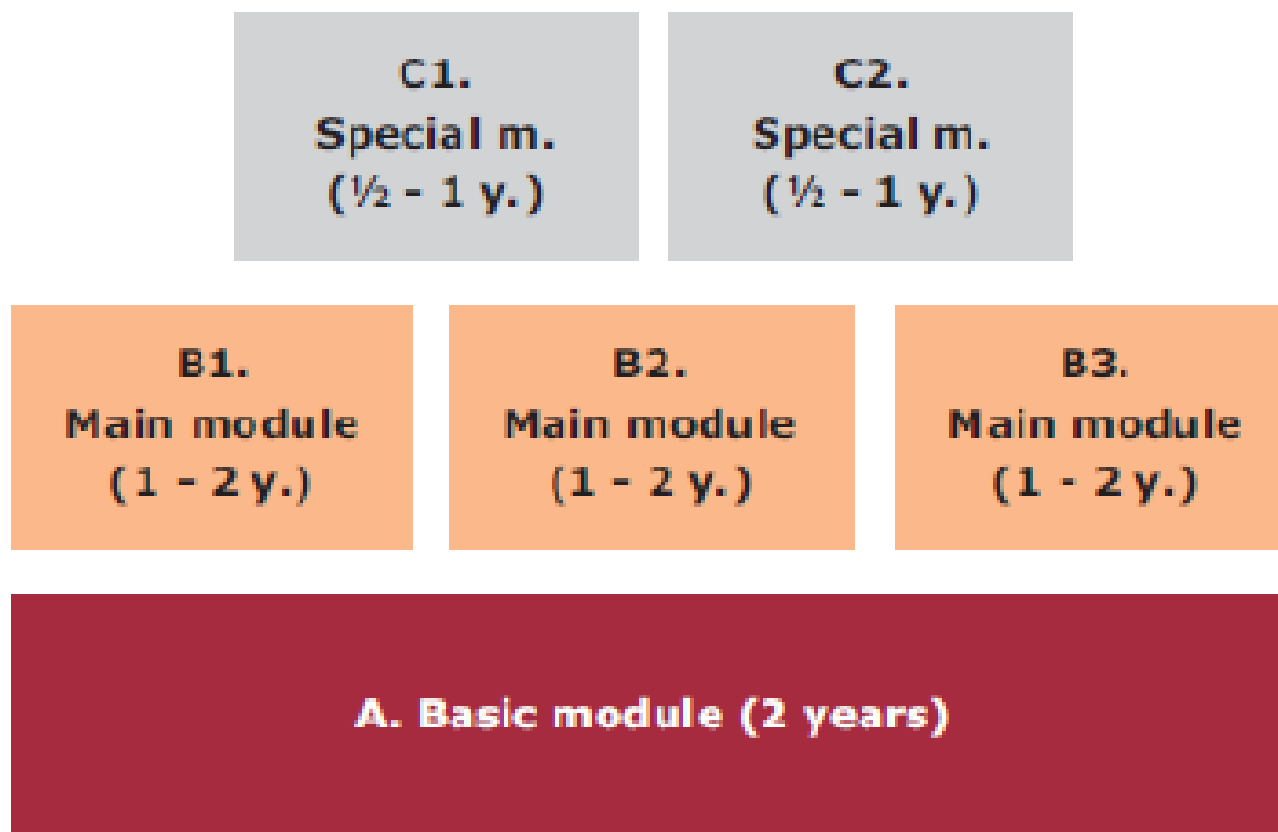 C1.
Special m.
(½ - 1 y.)
C2.
Special m.
(½ - 1 y.)
B1.
Main module
(1 - 2 y.)
B2.
Main module
(1 - 2 y.)
B3.
Main module
(1 - 2 y.)
A. Basic module (2 years)